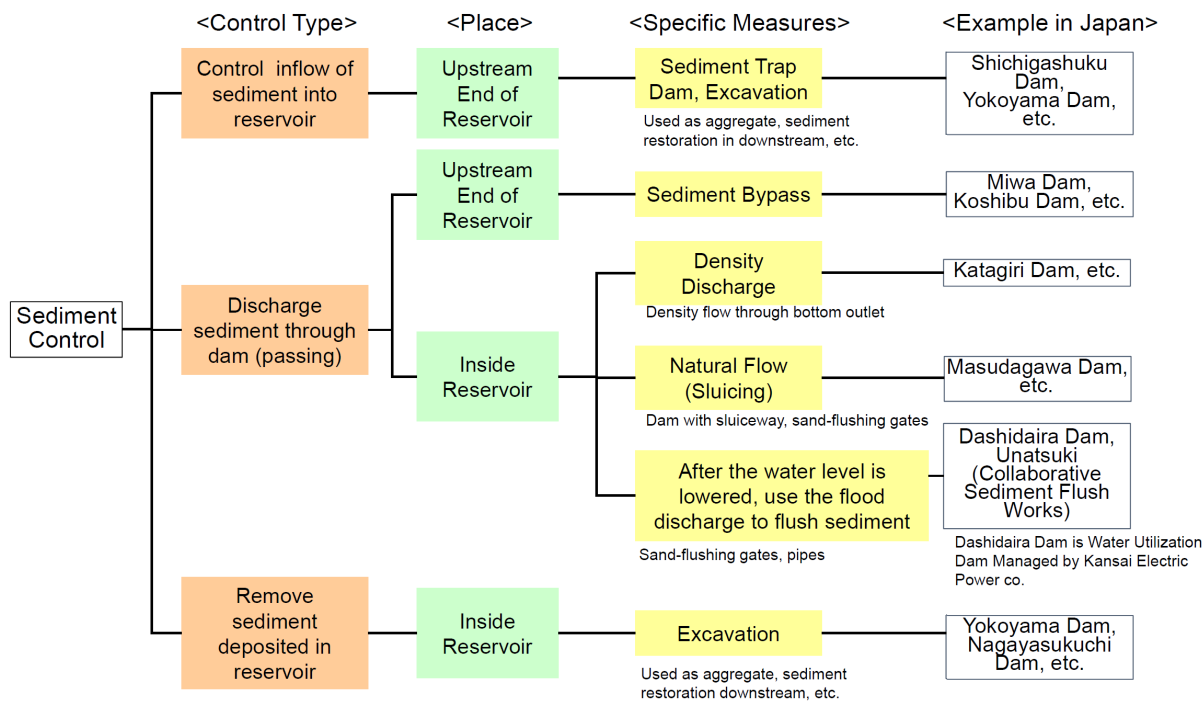 <Control Type>
<Place>
<Specific Measures>
<Example in Japan>
Sediment
Control
Control inflow of
sediment into
reservoir
Upstream
End of
Reservoir
Sediment Trap
Dam, Excavation
Used as aggregate, sediment
restoration in downstream, etc.
Shichigashuku
Dam,
Yokoyama Dam,
etc.
Discharge
sediment through
dam (passing)
Upstream
End of
Reservoir
Sediment Bypass
Miwa Dam,
Koshibu Dam, etc.
Inside
Reservoir
Density
Discharge
Density flow through bottom outlet
Katagiri Dam, etc.
Natural Flow
(Sluicing)
Dam with sluiceway, sand-flushing gates
Masudagawa Dam,
etc.
After the water level is
lowered, use the flood
discharge to flush sediment
Sand-flushing gates, pipes
Dashidaira Dam,
Unatsuki
(Collaborative
Sediment Flush
Works)
Dashidaira Dam is Water Utilization
Dam Managed by Kansai Electric
Power co.
Remove
sediment
deposited in
reservoir
Inside
Reservoir
Excavation
Used as aggregate, sediment
restoration downstream, etc.
Yokoyama Dam,
Nagayasukuchi
Dam, etc.